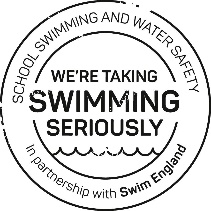 SCHOOL SWIMMING AND WATER SAFETY
WE'RE TAKING
SWIMMING
SERIOUSLY
In partnership with Swim England